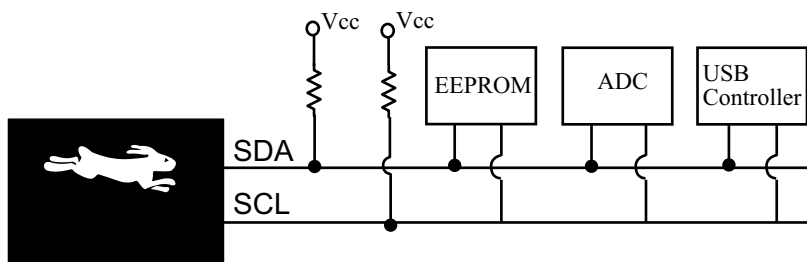 Vcc
Vcc
EEPROM
ADC
USB
Controller
SDA
SCL